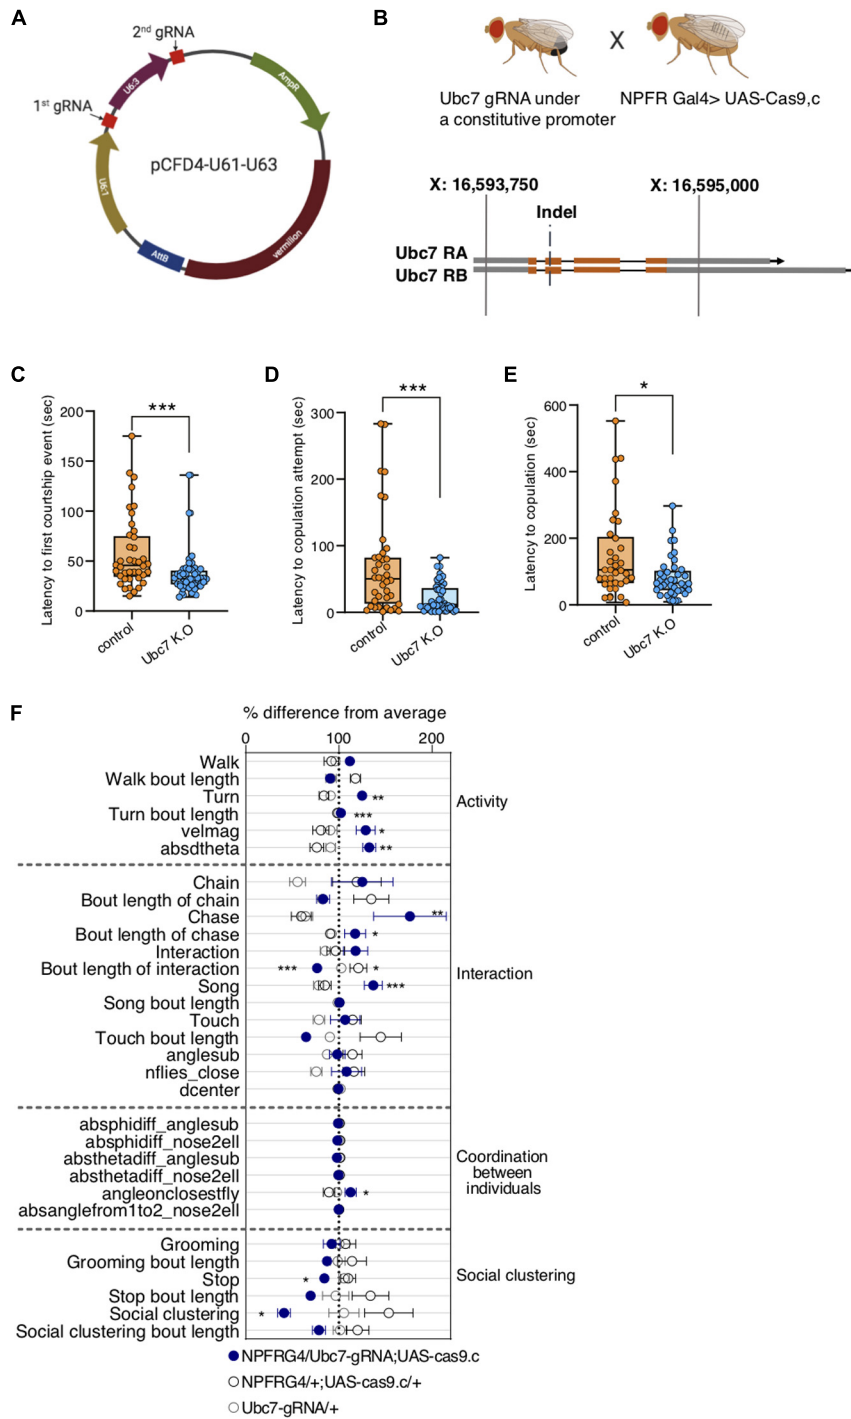 A
2nd gRNA
1st gRNA
U6:3
AmpR
U6:1
pCFD4-U61-U63
AttB
vermilion
B
X
Ubc7 gRNA under
a constitutive promoter
NPFR Gal4> UAS-Cas9,c
X: 16,593,750
X: 16,595,000
Indel
Ubc7 RA
Ubc7 RB
C
Latency to first courtship event (sec)
200
150
100
50
0
***
control
Ubc7 K.O
D
Latency to copulation attempt (sec)
300
200
100
0
***
control
Ubc7 K.O
E
Latency to copulation (sec)
600
400
200
0
*
control
Ubc7 K.O
F
% difference from average
0 100 200
Walk
Walk bout length
Turn **
Turn bout length ***
velmag *
absdtheta **
Activity
Chain
Bout length of chain
Chase **
Bout length of chase *
Interaction
Bout length of interaction *** *
Song ***
Song bout length
Touch
Touch bout length
anglesub
nflies_close
dcenter
Interaction
absphidiff_anglesub
absphidiff_nose2ell
absthetadiff_anglesub
absthetadiff_nose2ell
angleonclosestfly *
absanglefrom1to2_nose2ell
Coordination
between
individuals
Grooming
Grooming bout length
Stop *
Stop bout length
Social clustering *
Social clustering bout length
Social clustering
NPFRG4/Ubc7-gRNA;UAS-cas9.c
NPFRG4/+;UAS-cas9.c/+
Ubc7-gRNA/+